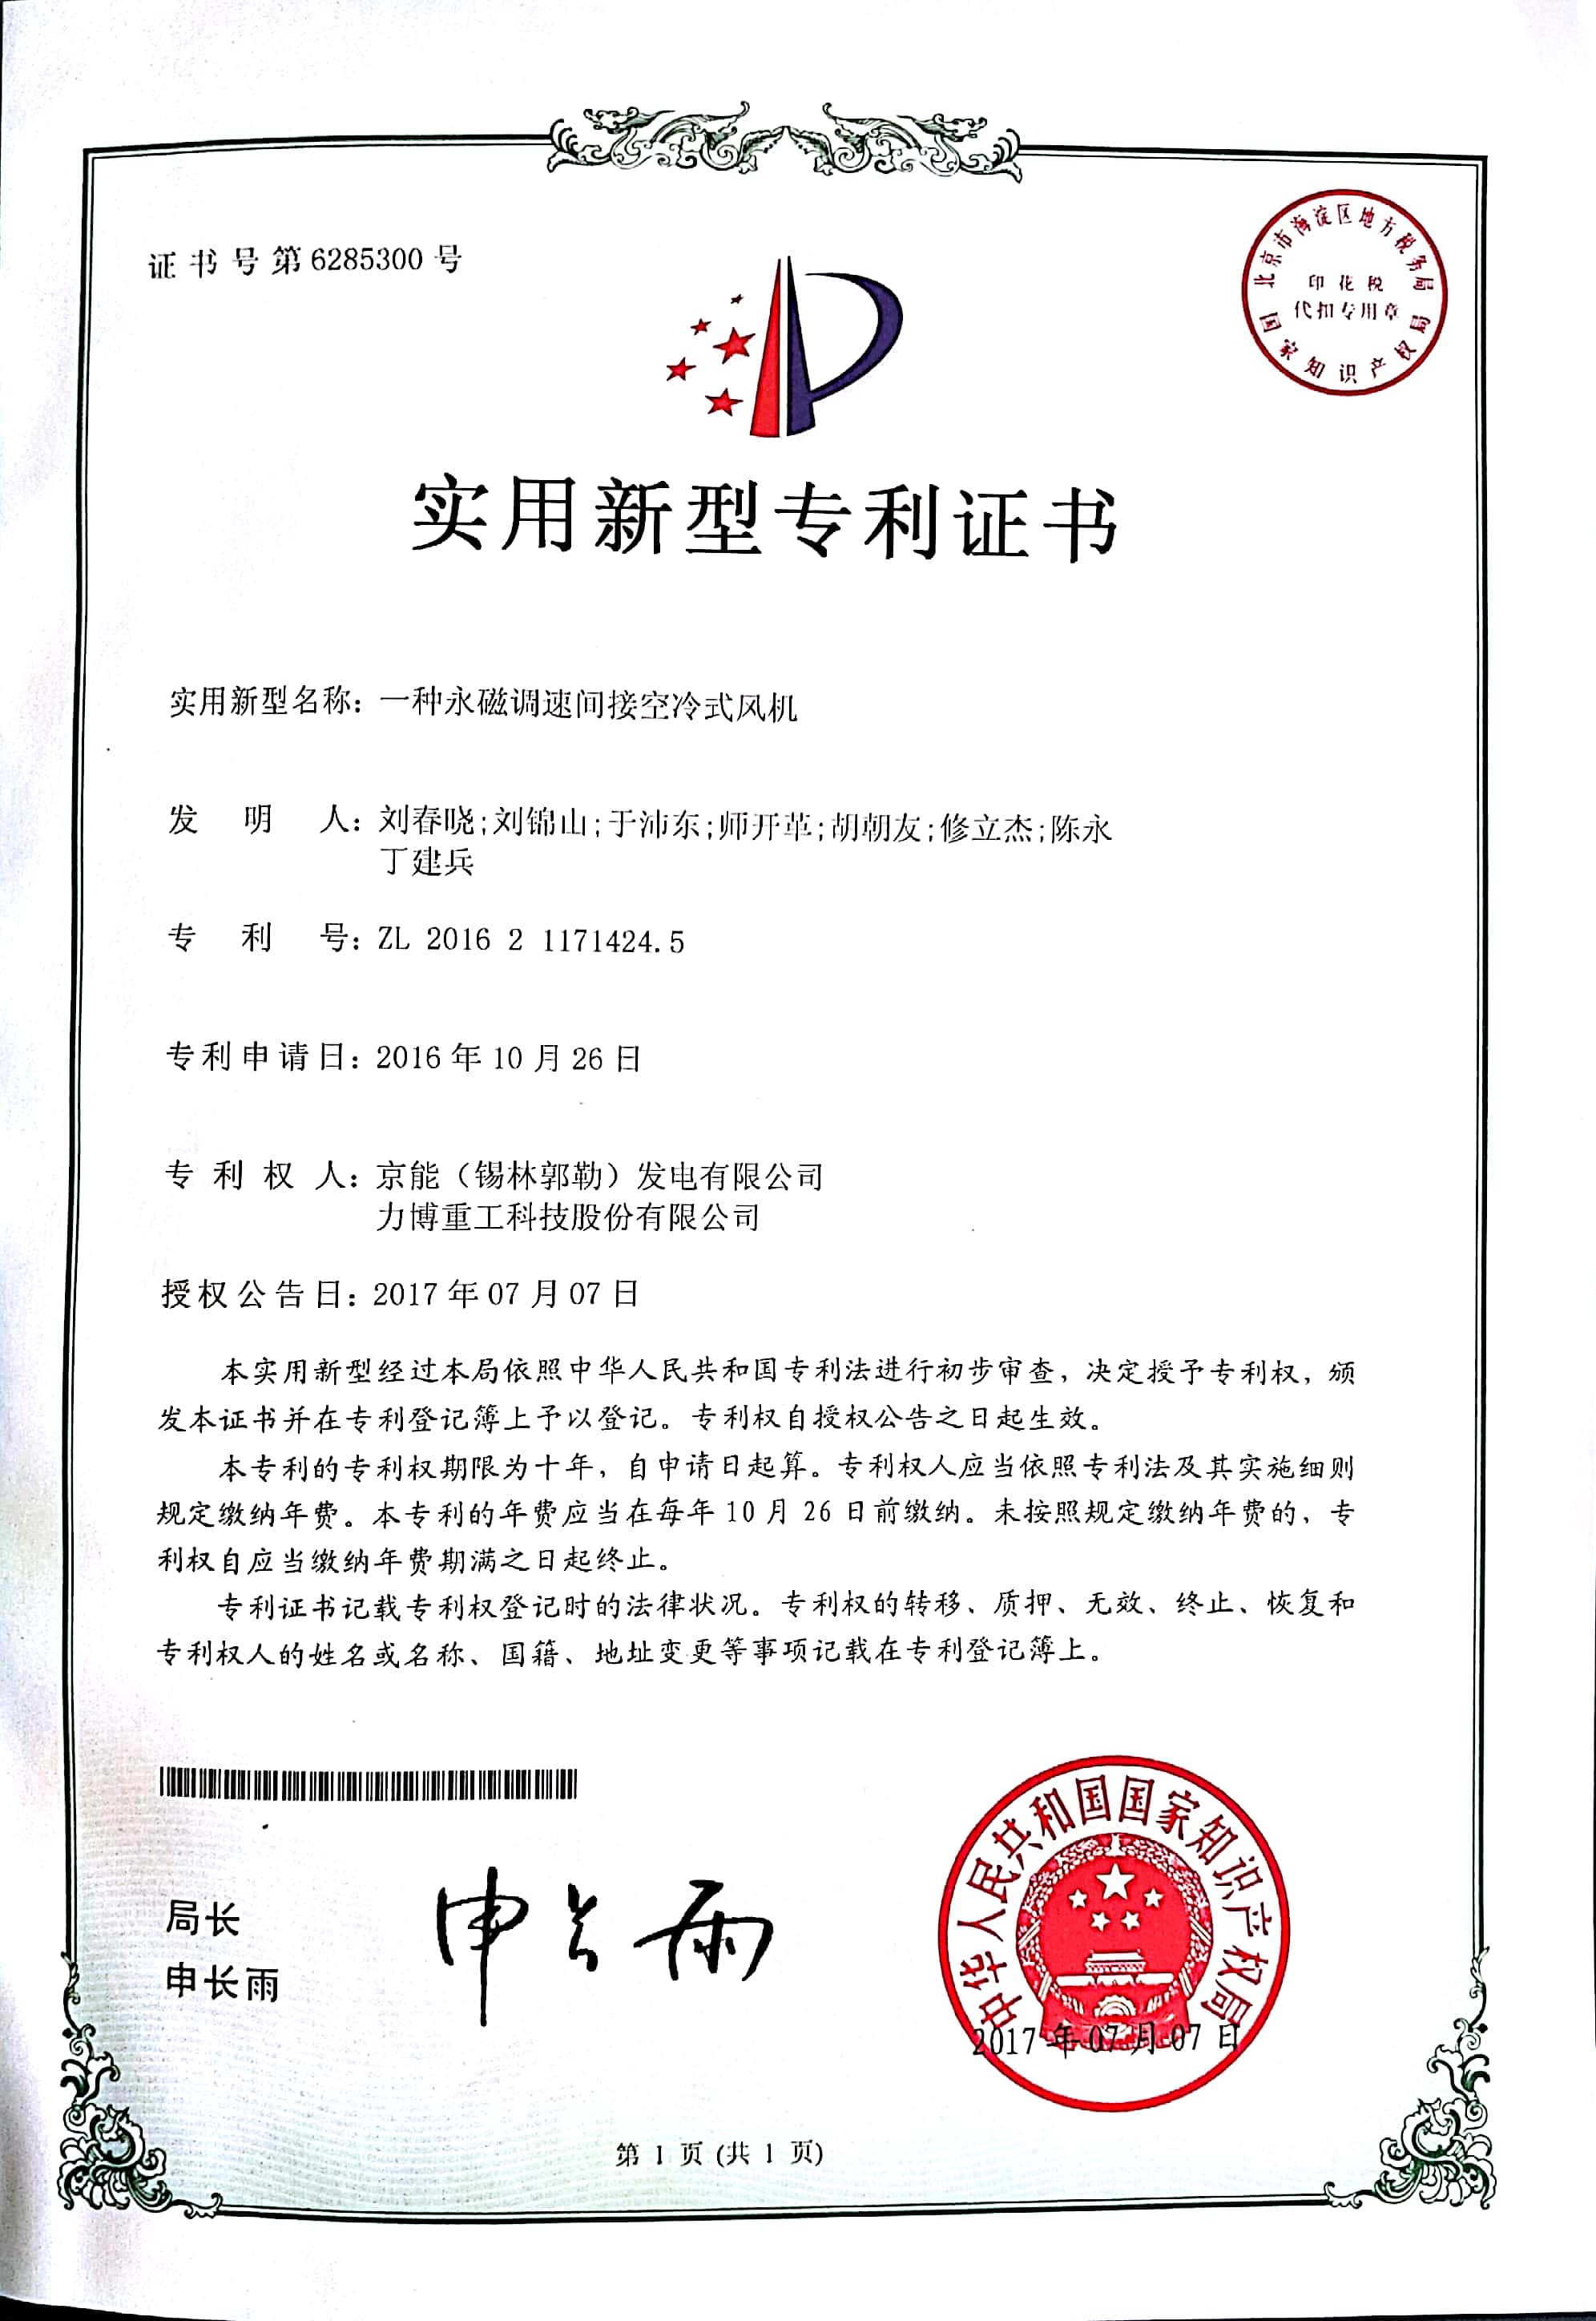 证书号第6285300号
北京市海淀区地方税务局
印花税
代扣专用章
国家知识产权局
实用新型专利证书
实用新型名称：一种永磁调速间接空冷式风机
发明人：刘春晓;刘锦山;于沛东;师开革;胡朝友;修立杰;陈永
丁建兵
专利号：ZL 2016 2 1171424.5
专利申请日：2016年10月26日
专利权人：京能（锡林郭勒）发电有限公司
力博重工科技股份有限公司
授权公告日：2017年07月07日
本实用新型经过本局依照中华人民共和国专利法进行初步审查，决定授予专利权，颁
发本证书并在专利登记簿上予以登记。专利权自授权公告之日起生效。
本专利的专利权期限为十年，自申请日起算。专利权人应当依照专利法及其实施细则
规定缴纳年费。本专利的年费应当在每年10月26日前缴纳。未按照规定缴纳年费的，专
利权自应当缴纳年费期满之日起终止。
专利证书记载专利权登记时的法律状况。专利权的转移、质押、无效、终止、恢复和
专利权人的姓名或名称、国籍、地址变更等事项记载在专利登记簿上。
局长
申长雨
申长雨
中华人民共和国国家知识产权局
2017年07月07日
第1页(共1页)